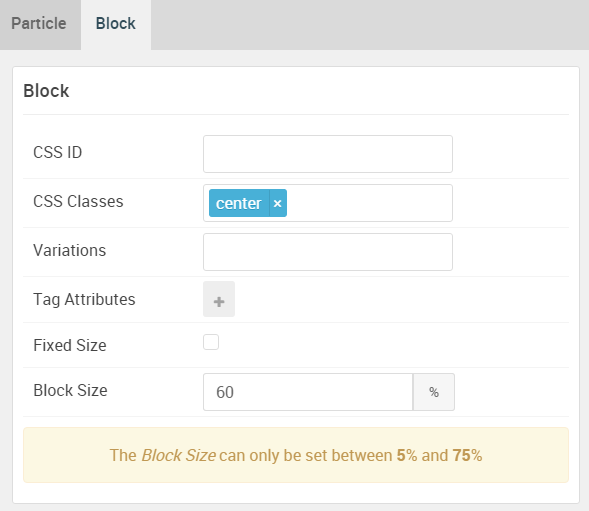 Particle Block
Block
CSS ID
CSS Classes center ×
Variations
Tag Attributes +
Fixed Size
Block Size 60 %
The Block Size can only be set between 5% and 75%